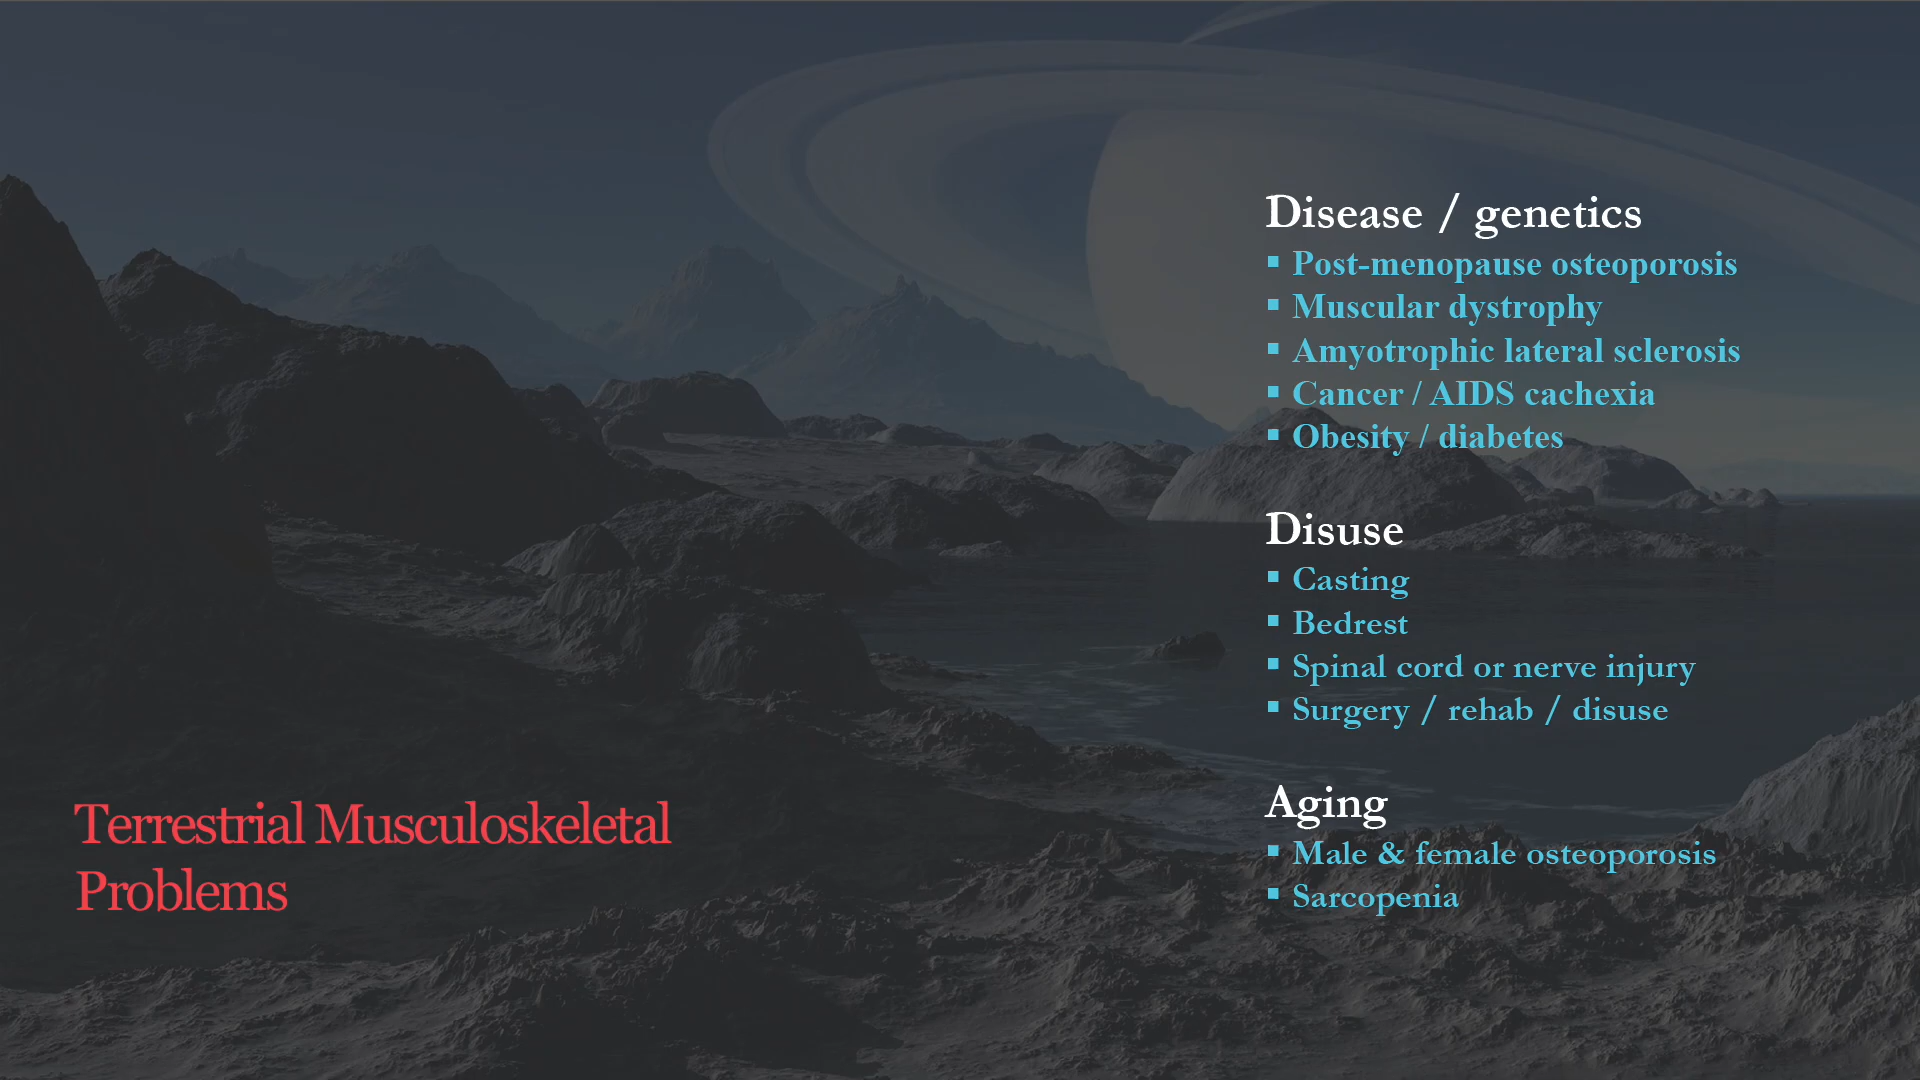 Disease / genetics
▪ Post-menopause osteoporosis
▪ Muscular dystrophy
▪ Amyotrophic lateral sclerosis
▪ Cancer / AIDS cachexia
▪ Obesity / diabetes
Disuse
▪ Casting
▪ Bedrest
▪ Spinal cord or nerve injury
▪ Surgery / rehab / disuse
Aging
▪ Male & female osteoporosis
▪ Sarcopenia
Terrestrial Musculoskeletal
Problems